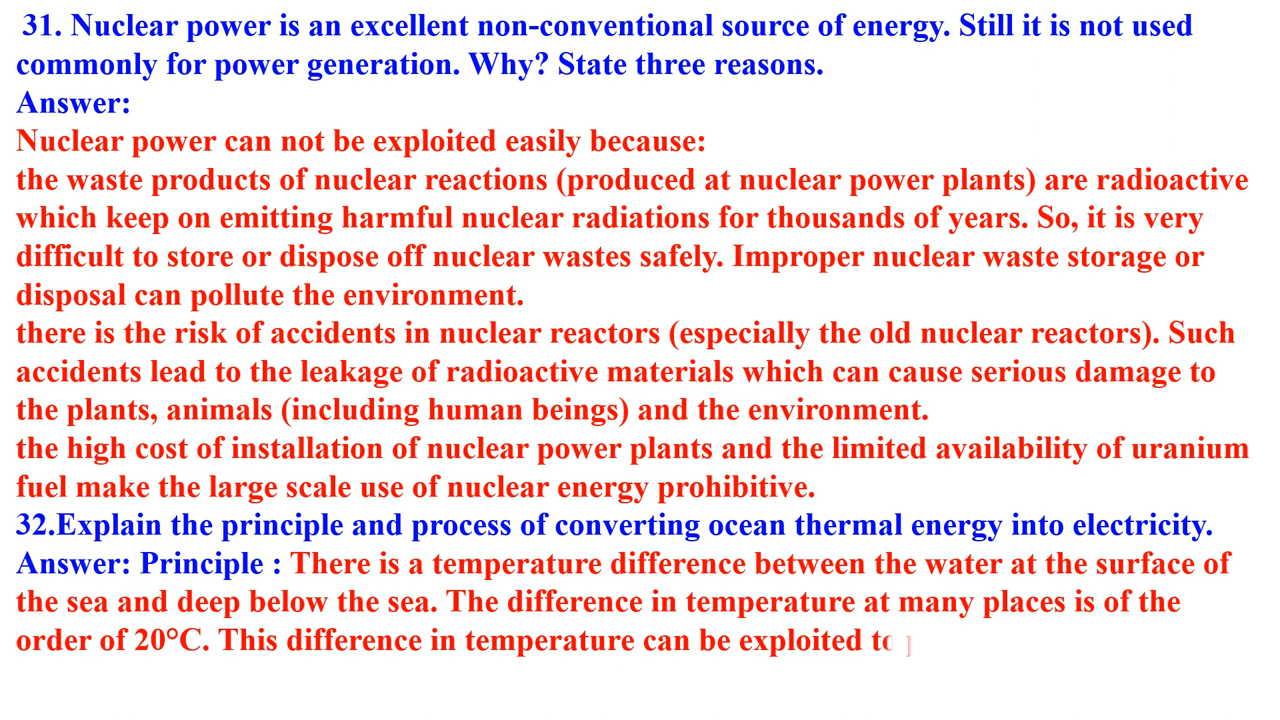 31. Nuclear power is an excellent non-conventional source of energy. Still it is not used
commonly for power generation. Why? State three reasons.
Answer:
Nuclear power can not be exploited easily because:
the waste products of nuclear reactions (produced at nuclear power plants) are radioactive
which keep on emitting harmful nuclear radiations for thousands of years. So, it is very
difficult to store or dispose off nuclear wastes safely. Improper nuclear waste storage or
disposal can pollute the environment.
there is the risk of accidents in nuclear reactors (especially the old nuclear reactors). Such
accidents lead to the leakage of radioactive materials which can cause serious damage to
the plants, animals (including human beings) and the environment.
the high cost of installation of nuclear power plants and the limited availability of uranium
fuel make the large scale use of nuclear energy prohibitive.
32.Explain the principle and process of converting ocean thermal energy into electricity.
Answer: Principle : There is a temperature difference between the water at the surface of
the sea and deep below the sea. The difference in temperature at many places is of the
order of 20°C. This difference in temperature can be exploited to